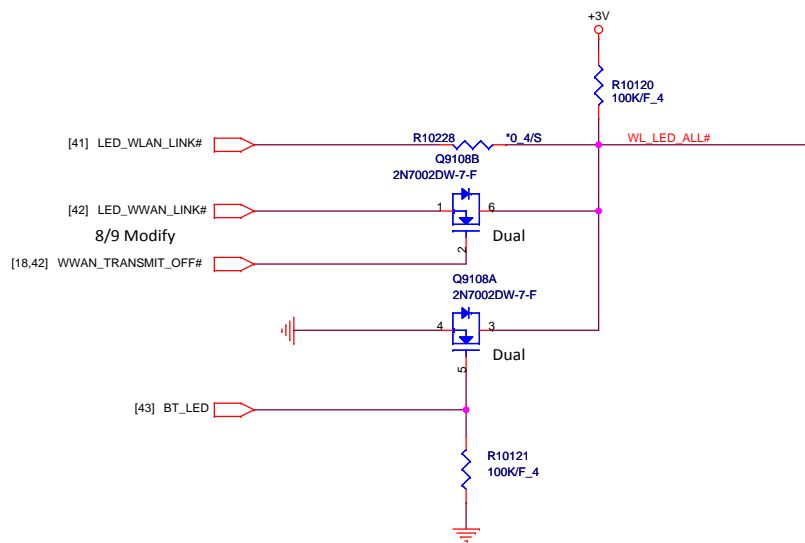 +3V
R10120
100K/F_4
[41] LED_WLAN_LINK#
R10228
*0_4/S
WL_LED_ALL#
Q9108B
2N7002DW-7-F
[42] LED_WWAN_LINK#
1
6
8/9 Modify
2
Dual
[18,42] WWAN_TRANSMIT_OFF#
Q9108A
2N7002DW-7-F
4
3
Dual
5
[43] BT_LED
R10121
100K/F_4